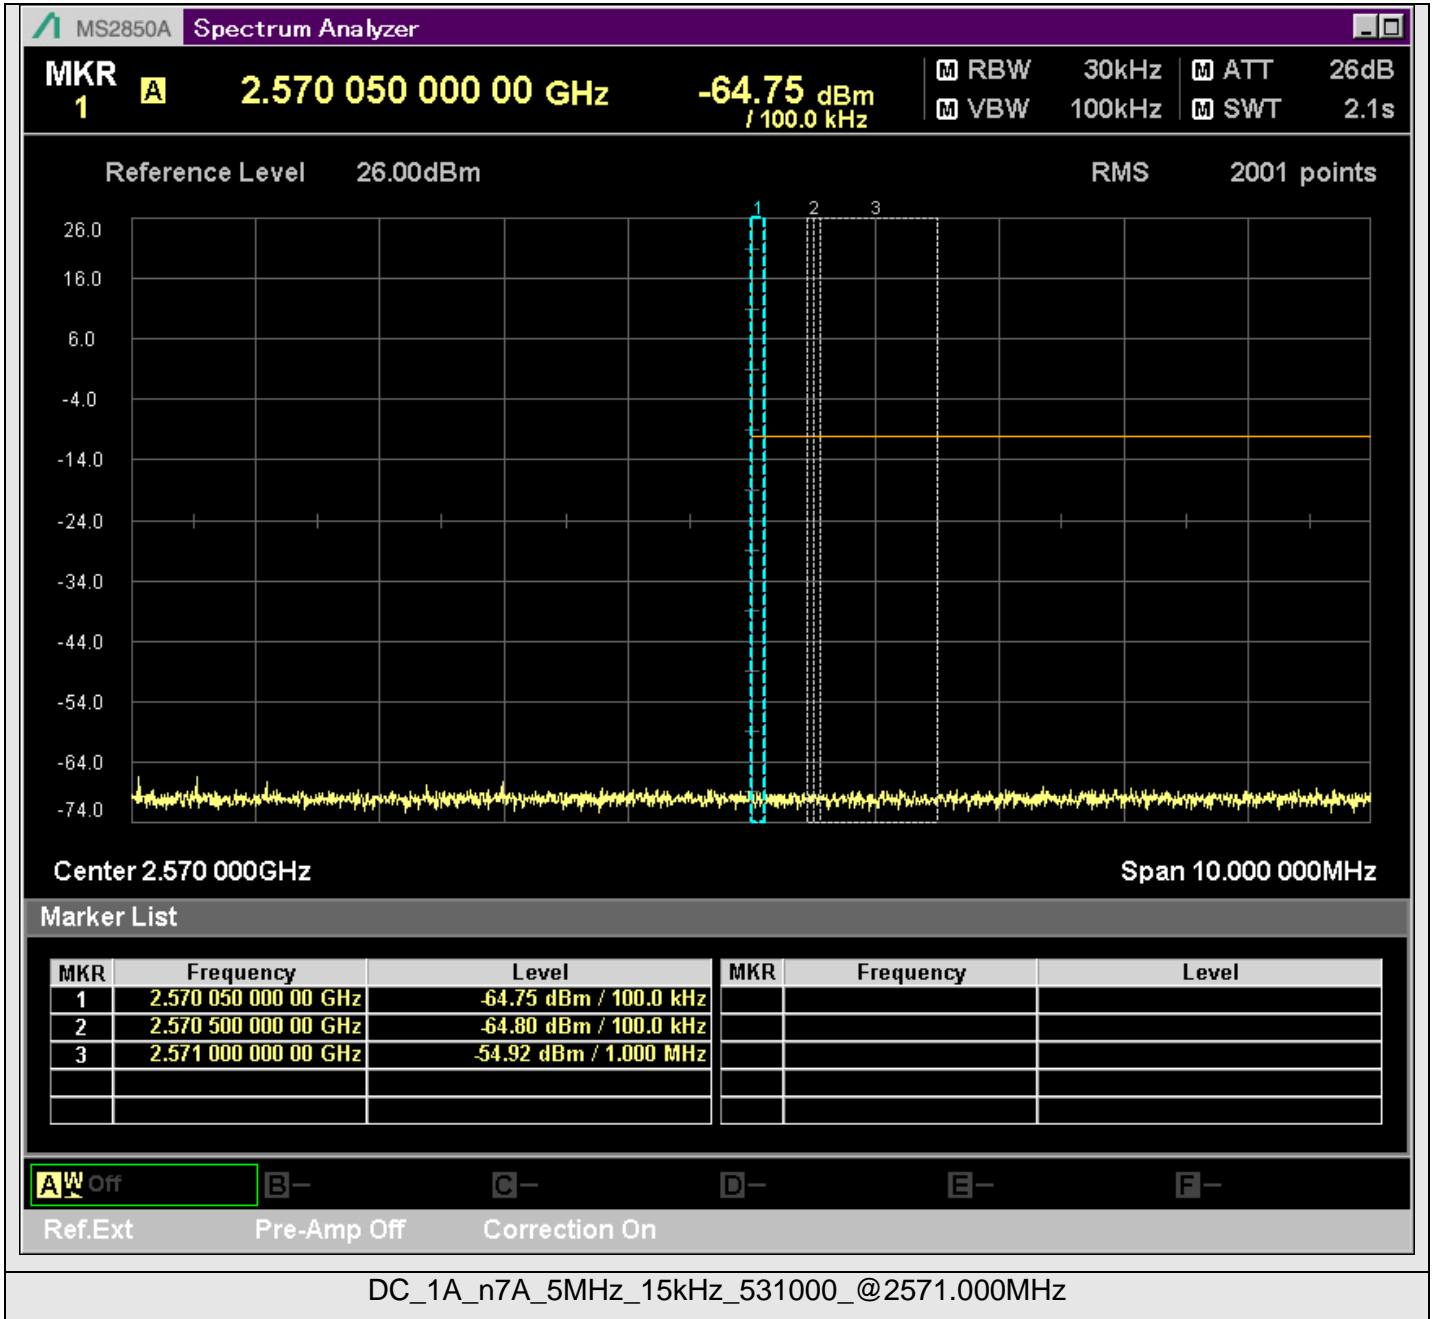 MS2850A Spectrum Analyzer
MKR 1 A 2.570 050 000 00 GHz -64.75 dBm / 100.0 kHz
M RBW 30kHz M ATT 26dB
M VBW 100kHz M SWT 2.1s
Reference Level 26.00dBm RMS 2001 points
1 2 3
26.0
16.0
6.0
-4.0
-14.0
-24.0
-34.0
-44.0
-54.0
-64.0
-74.0
Center 2.570 000GHz Span 10.000 000MHz
Marker List
MKR Frequency Level MKR Frequency Level
1 2.570 050 000 00 GHz -64.75 dBm / 100.0 kHz
2 2.570 500 000 00 GHz -64.80 dBm / 100.0 kHz
3 2.571 000 000 00 GHz -54.92 dBm / 1.000 MHz
A W Off B - C - D - E - F -
Ref.Ext Pre-Amp Off Correction On
DC_1A_n7A_5MHz_15kHz_531000_@2571.000MHz